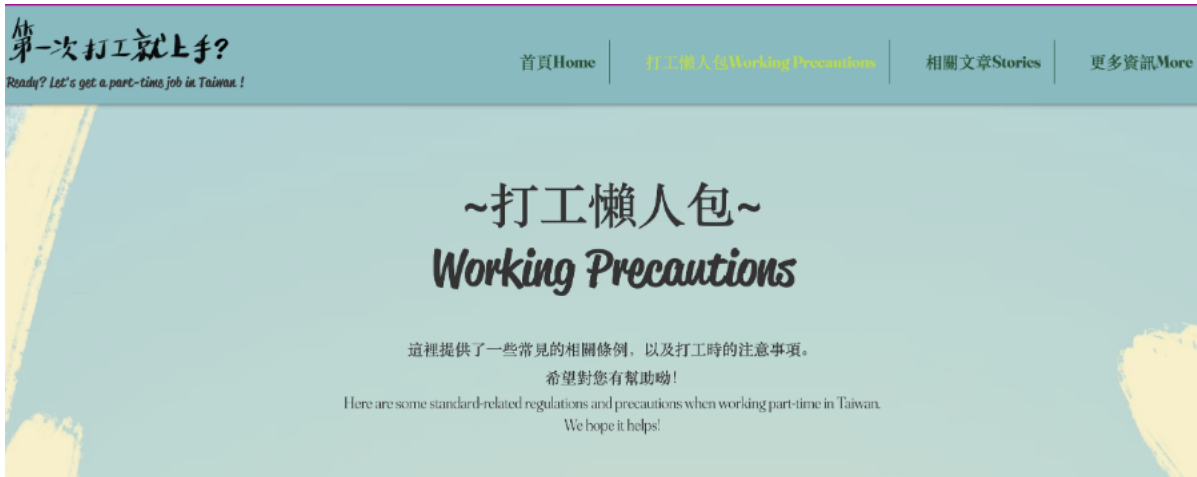 第一次打工就上手?
Ready? Let's get a part-time job in Taiwan !
首頁Home
打工懶人包Working Precautions
相關文章Stories
更多資訊More
~打工懶人包~
Working Precautions
這裡提供了一些常見的相關條例，以及打工時的注意事項。
希望對您有幫助呦！
Here are some standard-related regulations and precautions when working part-time in Taiwan.
We hope it helps!